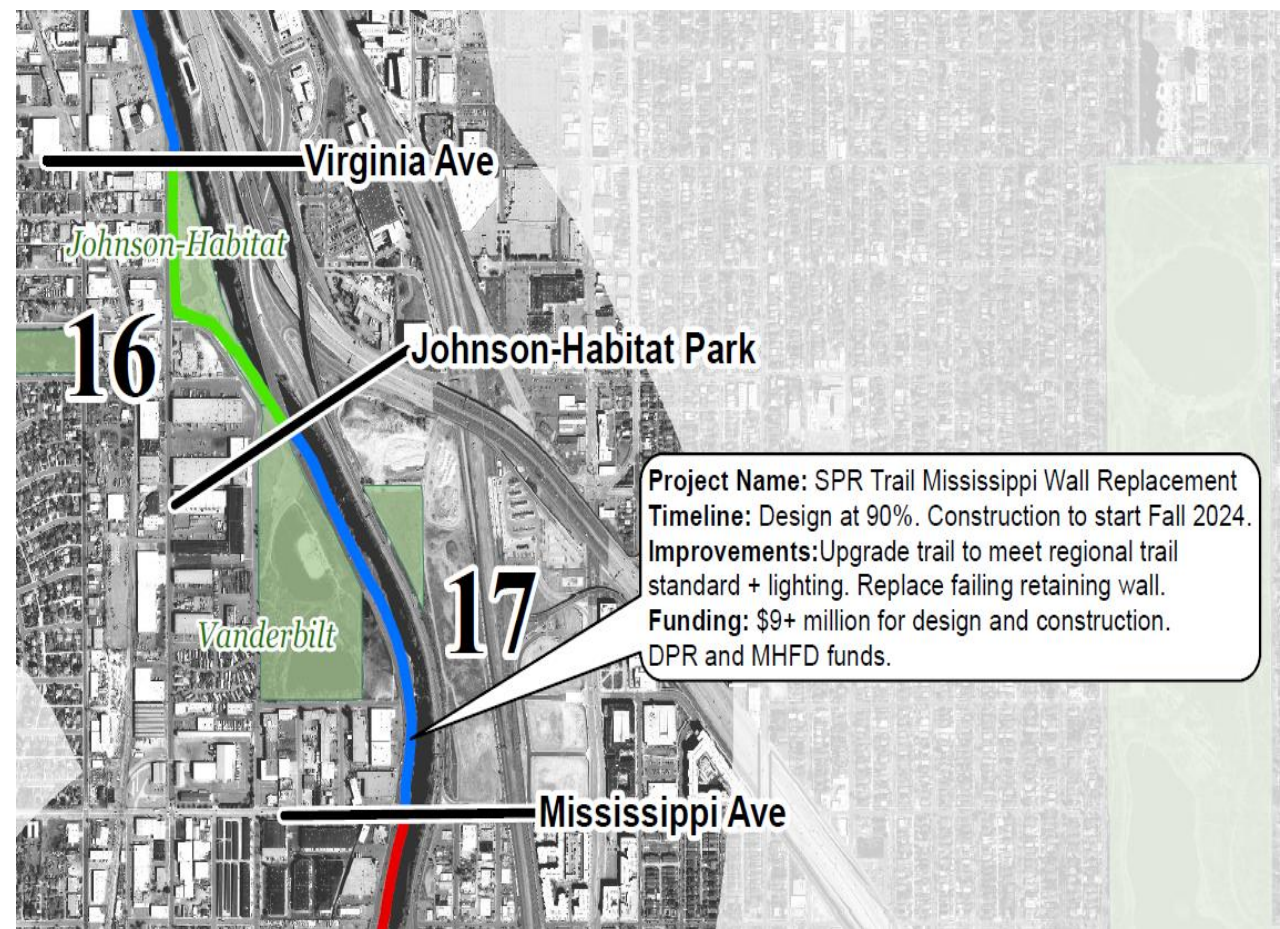 Virginia Ave
Johnson-Habitat
16
Johnson-Habitat Park
Project Name: SPR Trail Mississippi Wall Replacement
Timeline: Design at 90%. Construction to start Fall 2024.
Improvements:Upgrade trail to meet regional trail
standard + lighting. Replace failing retaining wall.
Funding: $9+ million for design and construction.
DPR and MHFD funds.
17
Vanderbilt
Mississippi Ave